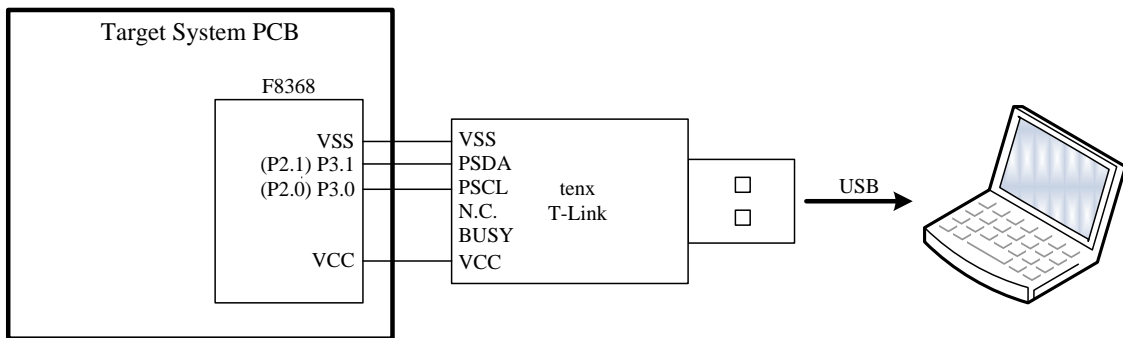 Target System PCB
F8368
VSS
(P2.1) P3.1
(P2.0) P3.0
VCC
VSS
PSDA
PSCL
N.C.
BUSY
VCC
tenx
T-Link
USB